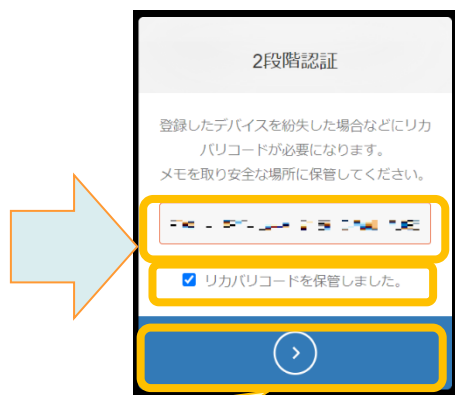 2段階認証
登録したデバイスを紛失した場合などにリカ
バリコードが必要になります。
メモを取り安全な場所に保管してください。
リカバリコードを保管しました。